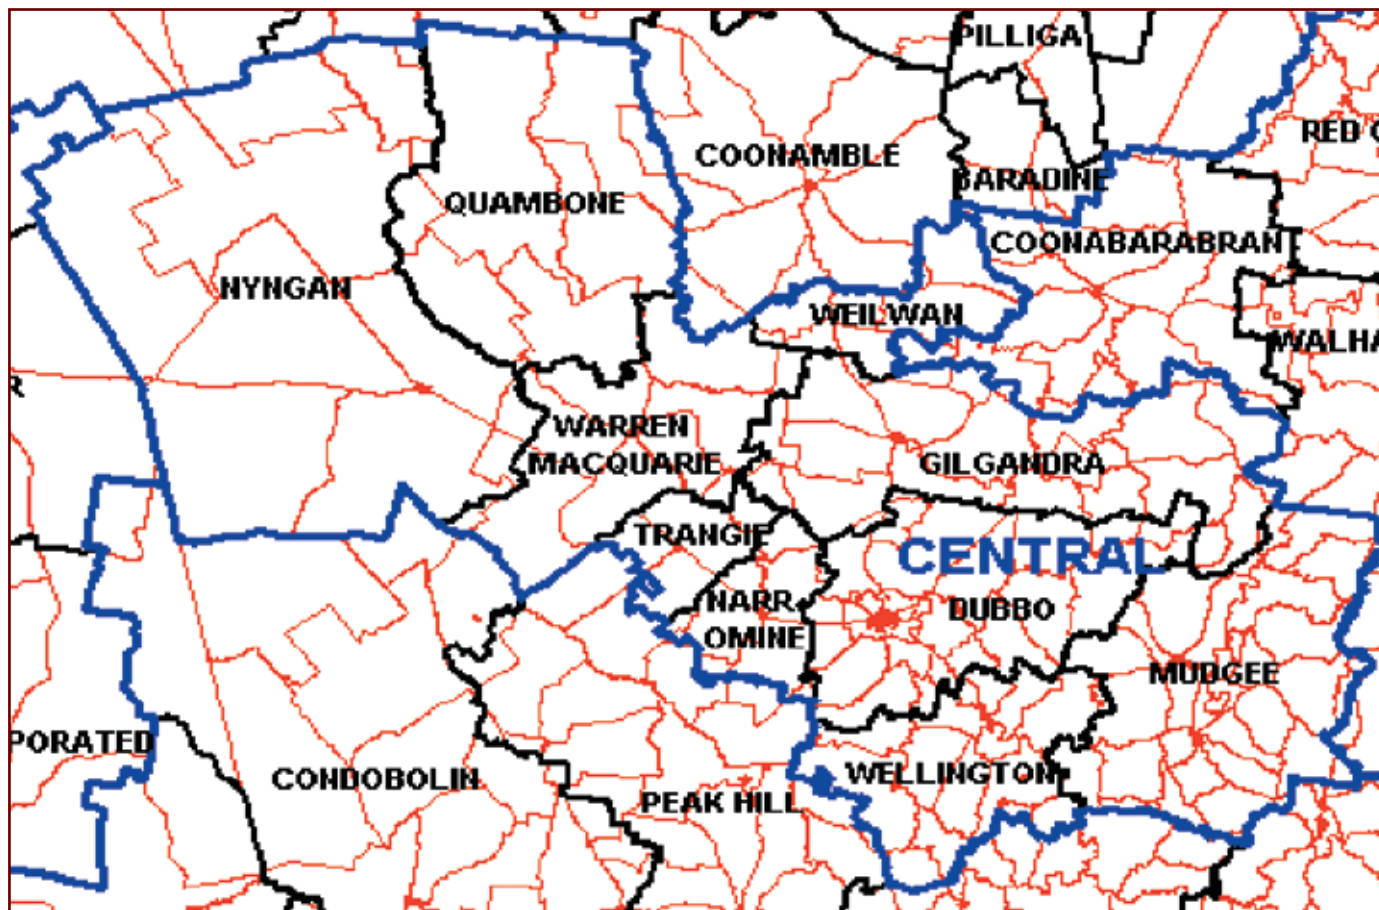 PILLIGA
RED C
COONAMBLE
BARADINE
QUAMBONE
COONABARABRAN
NYNGAN
WEILWAN
WALHA
R
WARREN
MACQUARIE
GILGANDRA
TRANGIE
CENTRAL
NARR
OMINE
DUBBO
MUDGEE
PORATED
CONDOBOLIN
WELLINGTON
PEAK HILL